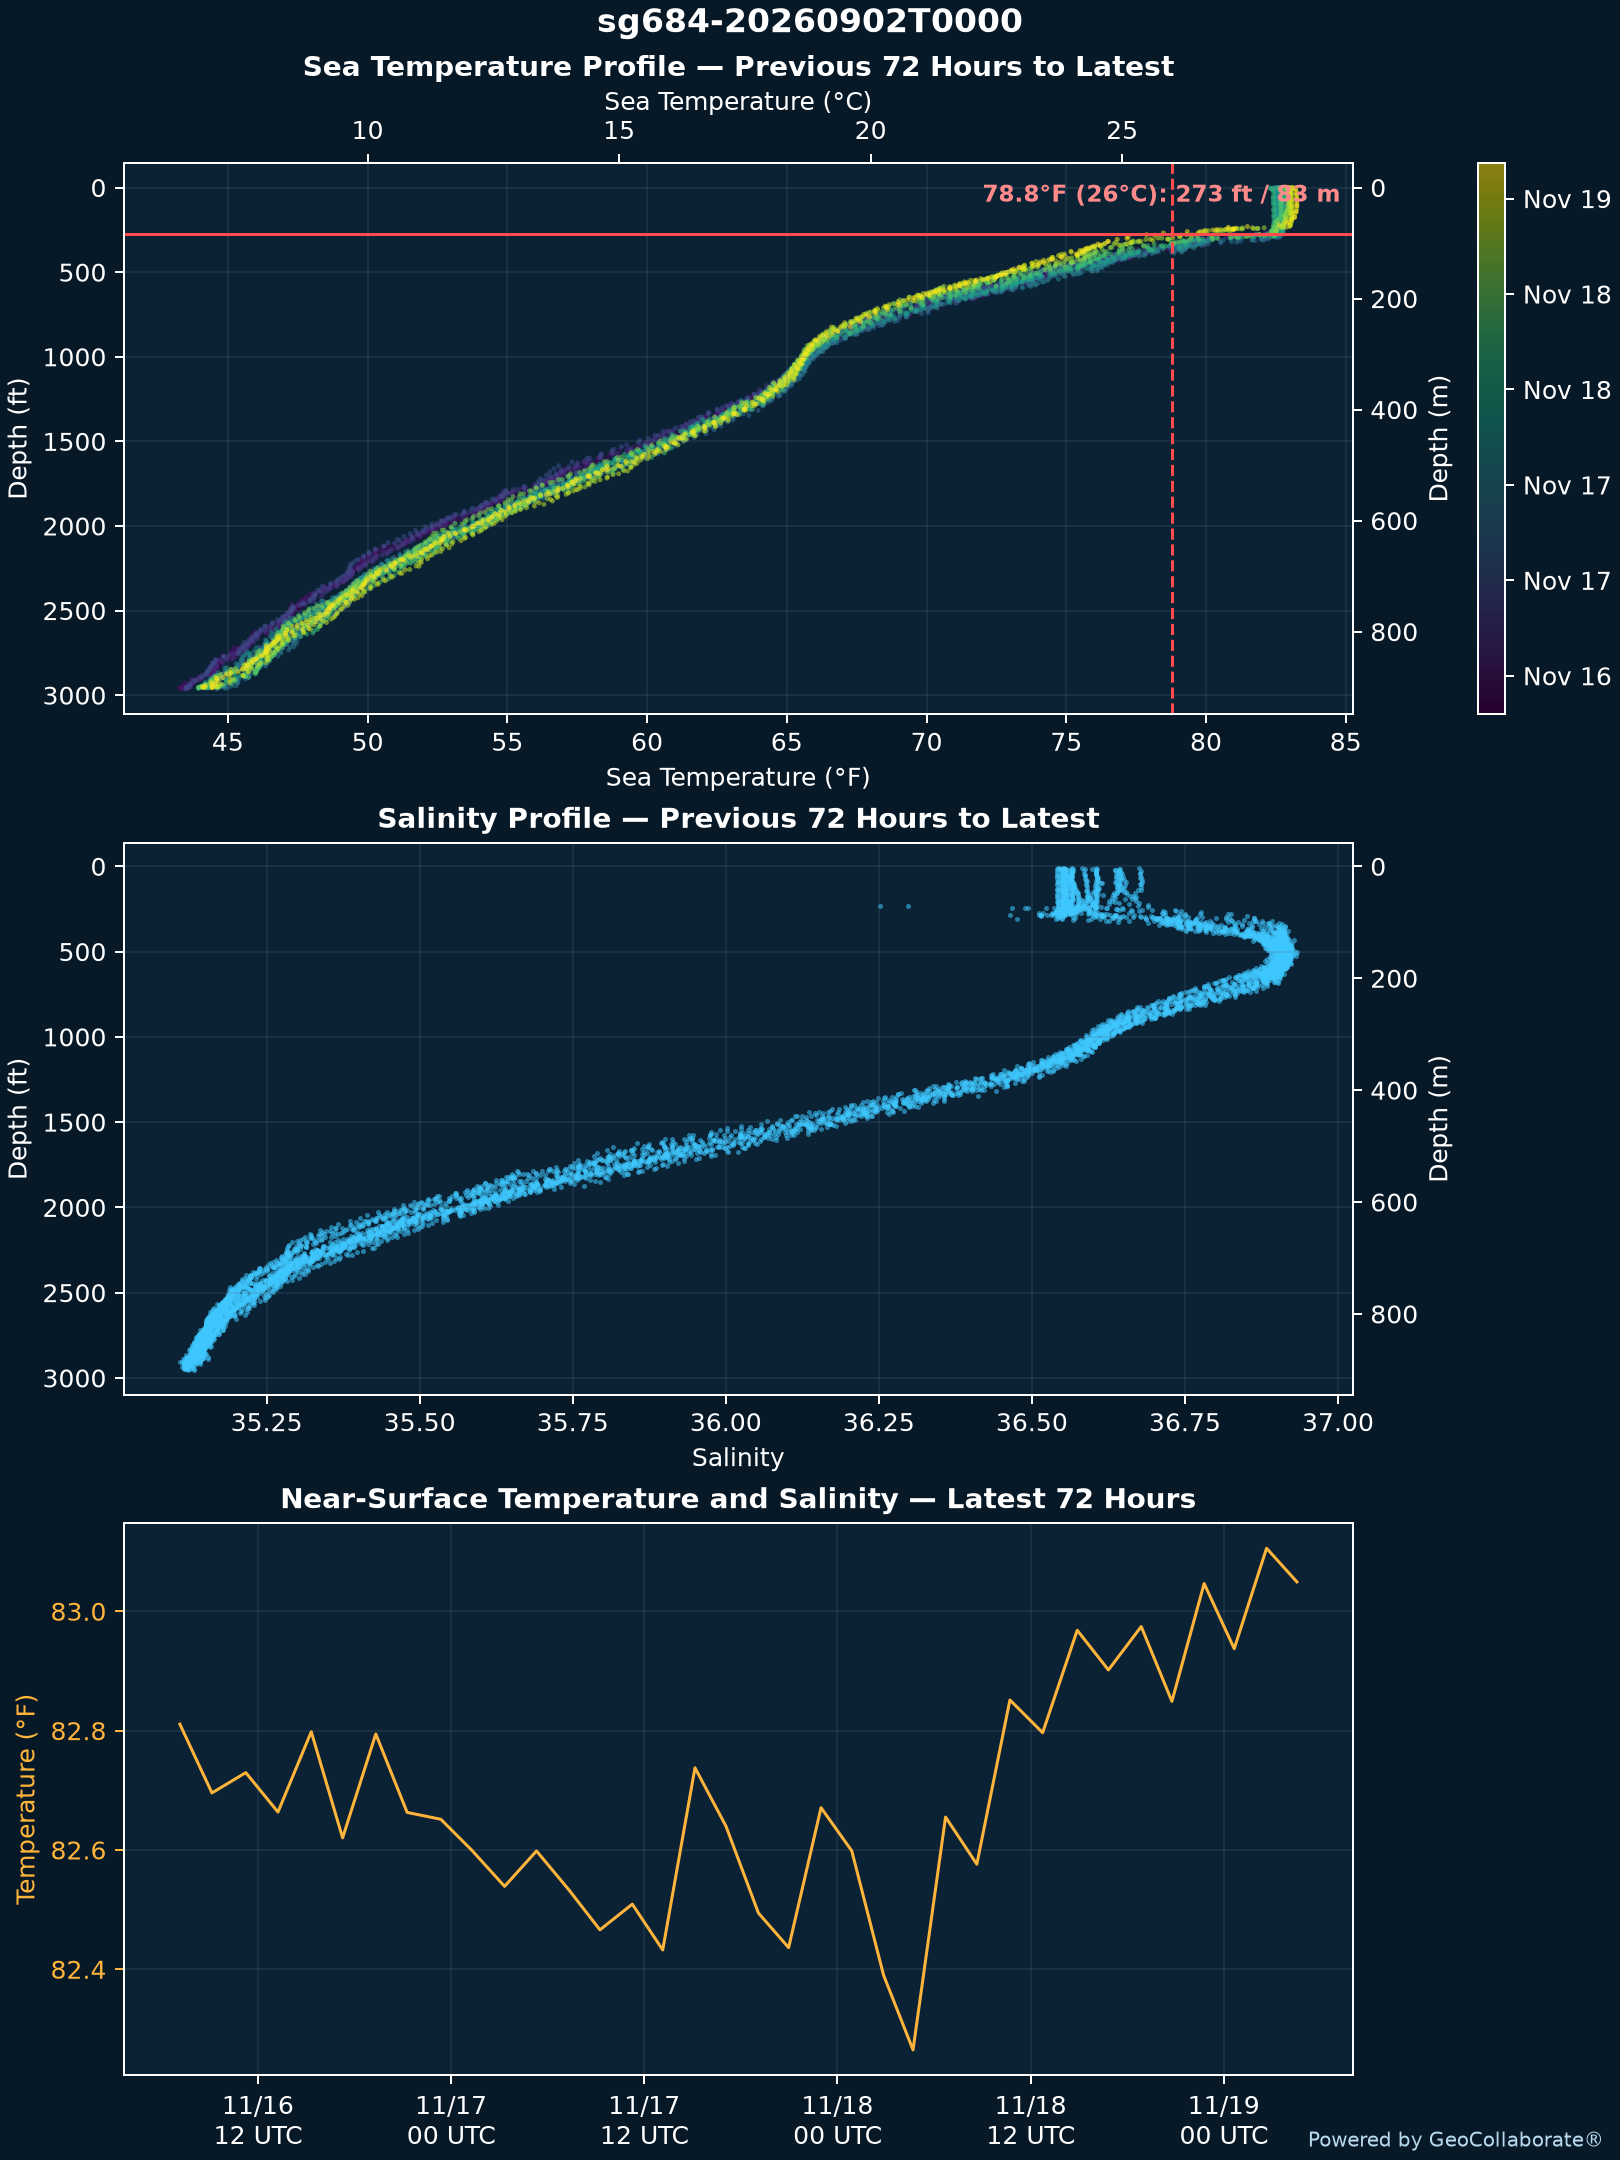 sg684-20260902T0000
Sea Temperature Profile — Previous 72 Hours to Latest
Sea Temperature (°C)
10 15 20 25
78.8°F (26°C): 273 ft / 83 m
Depth (ft)
0
500
1000
1500
2000
2500
3000
0
200
400
600
800
Depth (m)
Nov 19
Nov 18
Nov 18
Nov 17
Nov 17
Nov 16
45 50 55 60 65 70 75 80 85
Sea Temperature (°F)
Salinity Profile — Previous 72 Hours to Latest
Depth (ft)
0
500
1000
1500
2000
2500
3000
0
200
400
600
800
Depth (m)
35.25 35.50 35.75 36.00 36.25 36.50 36.75 37.00
Salinity
Near-Surface Temperature and Salinity — Latest 72 Hours
Temperature (°F)
83.0
82.8
82.6
82.4
11/16 11/17 11/17 11/18 11/18 11/19
12 UTC 00 UTC 12 UTC 00 UTC 12 UTC 00 UTC
Powered by GeoCollaborate®